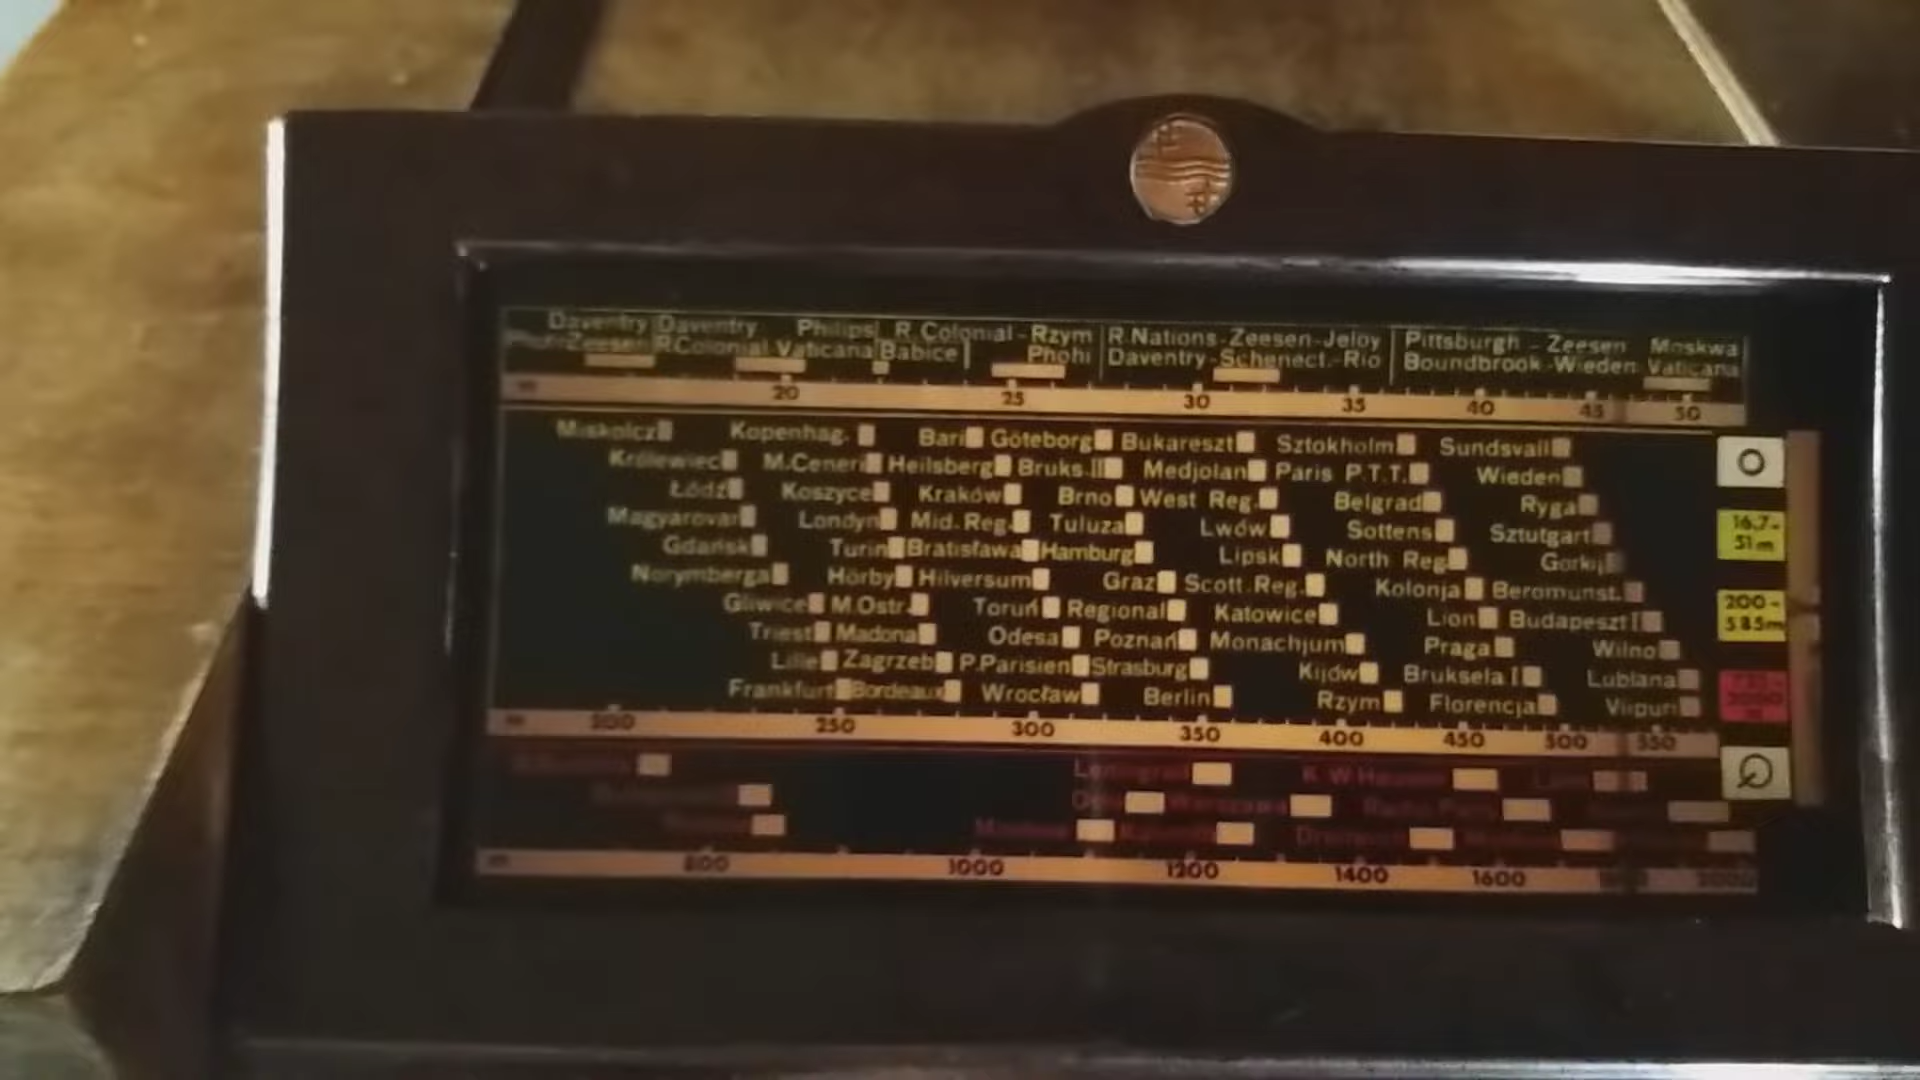 Daventry Daventry Philips R.Colonial - Rzym R.Nations-Zeesen-Jeloy Pittsburgh - Zeesen Moskwa
Phohi-Zeesen R.Colonial Vaticana Babice Phohi Daventry-Schenect.-Rio Boundbrook-Wieden Vaticana
m 20 25 30 35 40 45 50
Miskolcz Kopenhag. Bari Göteborg Bukareszt Sztokholm Sundsvall
Królewiec M.Ceneri Heilsberg Bruks.II Medjolan Paris P.T.T. Wieden
Łódź Koszyce Kraków Brno West Reg. Belgrad Ryga
Magyarovar Londyn Mid.Reg. Tuluza Lwów Sottens Sztutgart
Gdańsk Turin Bratisława Hamburg Lipsk North Reg. Gorkij
Norymberga Hörby Hilversum Graz Scott.Reg. Kolonja Beromunst.
Gliwice M.Ostr. Toruń Regional Katowice Lion Budapeszt I
Triest Madona Odesa Poznań Monachjum Praga Wilno
Lille Zagrzeb P.Parisien Strasburg Kijów Bruksela I Lublana
Frankfurt Bordeaux Wrocław Berlin Rzym Florencja Viipuri
m 200 250 300 350 400 450 500 550
Leningrad
Oslo Warszawa
m 800 1000 1200 1400 1600 2000
16.7-
51m
200-
585m